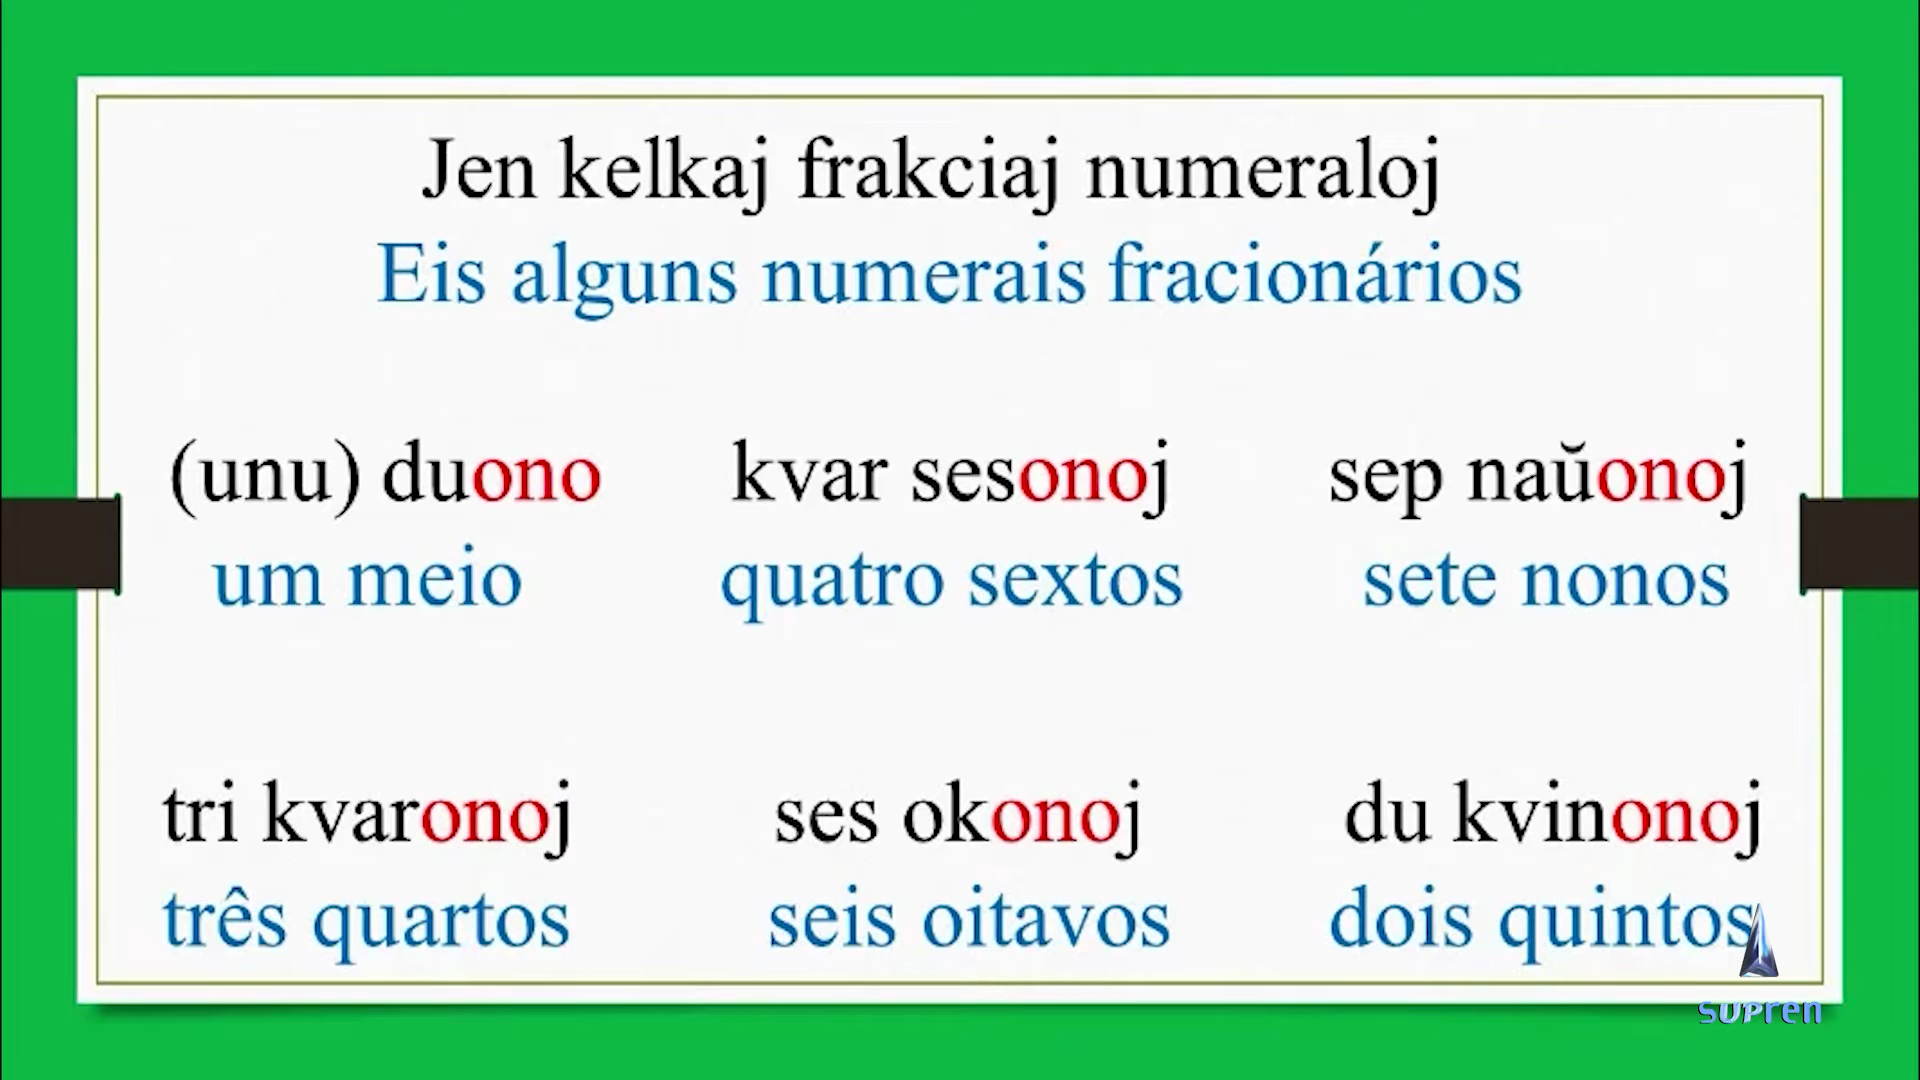 Jen kelkaj frakciaj numeraloj
Eis alguns numerais fracionários
(unu) duono
um meio
kvar sesonoj
quatro sextos
sep naŭonoj
sete nonos
tri kvaronoj
três quartos
ses okonoj
seis oitavos
du kvinonoj
dois quintos
supren